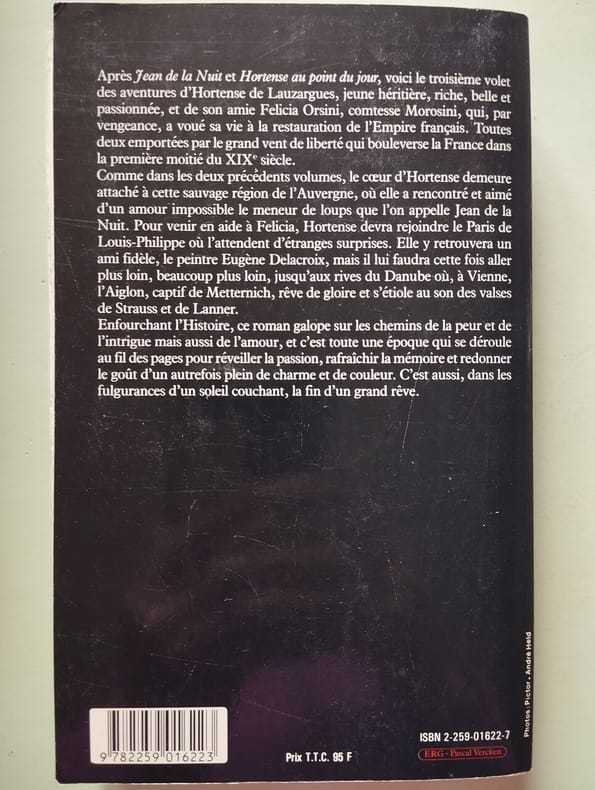 Après Jean de la Nuit et Hortense au point du jour, voici le troisième volet
des aventures d'Hortense de Lauzargues, jeune héritière, riche, belle et
passionnée, et de son amie Felicia Orsini, comtesse Morosini, qui, par
vengeance, a voué sa vie à la restauration de l'Empire français. Toutes
deux emportées par le grand vent de liberté qui bouleverse la France dans
la première moitié du XIXe siècle.
Comme dans les deux précédents volumes, le cœur d'Hortense demeure
attaché à cette sauvage région de l'Auvergne, où elle a rencontré et aimé
d'un amour impossible le meneur de loups que l'on appelle Jean de la
Nuit. Pour venir en aide à Felicia, Hortense devra rejoindre le Paris de
Louis-Philippe où l'attendent d'étranges surprises. Elle y retrouvera un
ami fidèle, le peintre Eugène Delacroix, mais il lui faudra cette fois aller
plus loin, beaucoup plus loin, jusqu'aux rives du Danube où, à Vienne,
l'Aiglon, captif de Metternich, rêve de gloire et s'étiole au son des valses
de Strauss et de Lanner.
Enfourchant l'Histoire, ce roman galope sur les chemins de la peur et de
l'intrigue mais aussi de l'amour, et c'est toute une époque qui se déroule
au fil des pages pour réveiller la passion, rafraîchir la mémoire et redonner
le goût d'un autrefois plein de charme et de couleur. C'est aussi, dans les
fulgurances d'un soleil couchant, la fin d'un grand rêve.
Photos : Pictor - André Held
ISBN 2-259-01622-7
ERG - Pascal Vercken
9 782259 016223
Prix T.T.C. 95 F